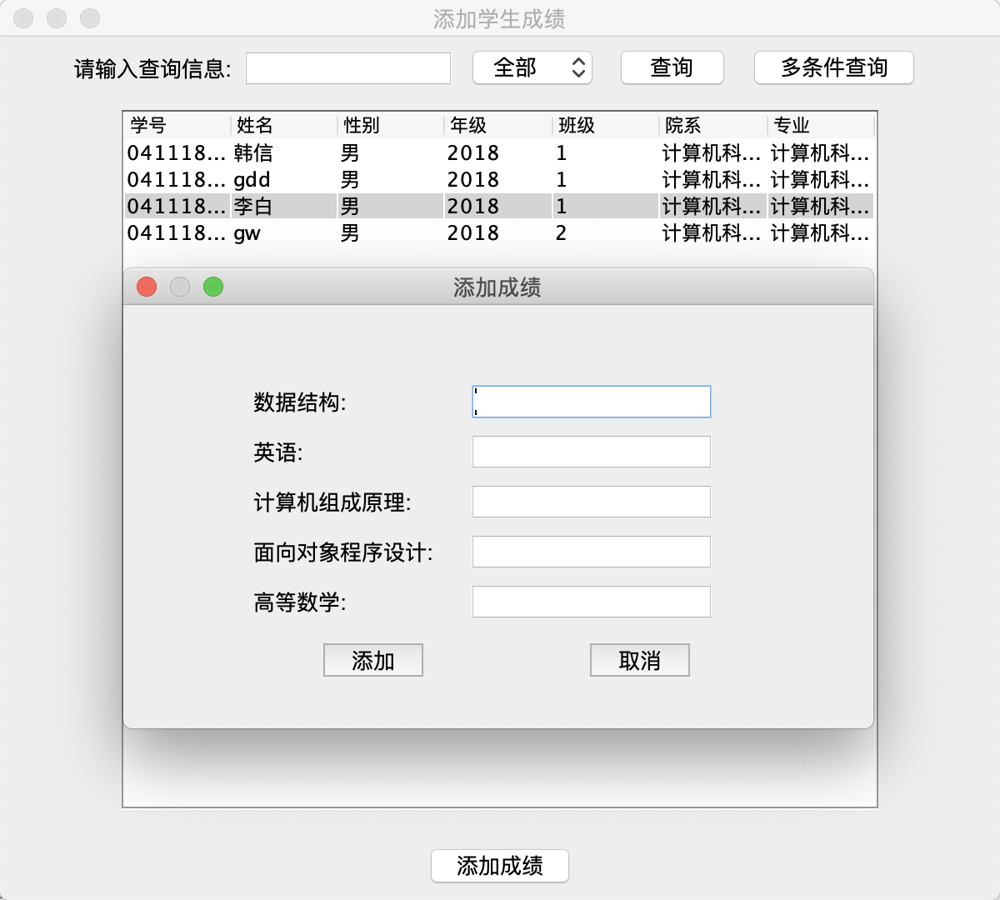 添加学生成绩
请输入查询信息: 全部 查询 多条件查询
学号 姓名 性别 年级 班级 院系 专业
041118... 韩信 男 2018 1 计算机科... 计算机科...
041118... gdd 男 2018 1 计算机科... 计算机科...
041118... 李白 男 2018 1 计算机科... 计算机科...
041118... gw 男 2018 2 计算机科... 计算机科...
添加成绩
数据结构:
英语:
计算机组成原理:
面向对象程序设计:
高等数学:
添加 取消
添加成绩